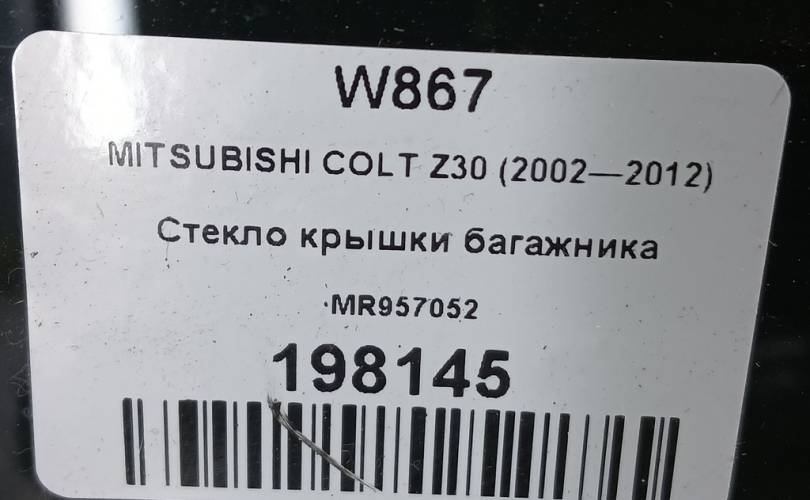 W867
MITSUBISHI COLT Z30 (2002—2012)
Стекло крышки багажника
MR957052
198145